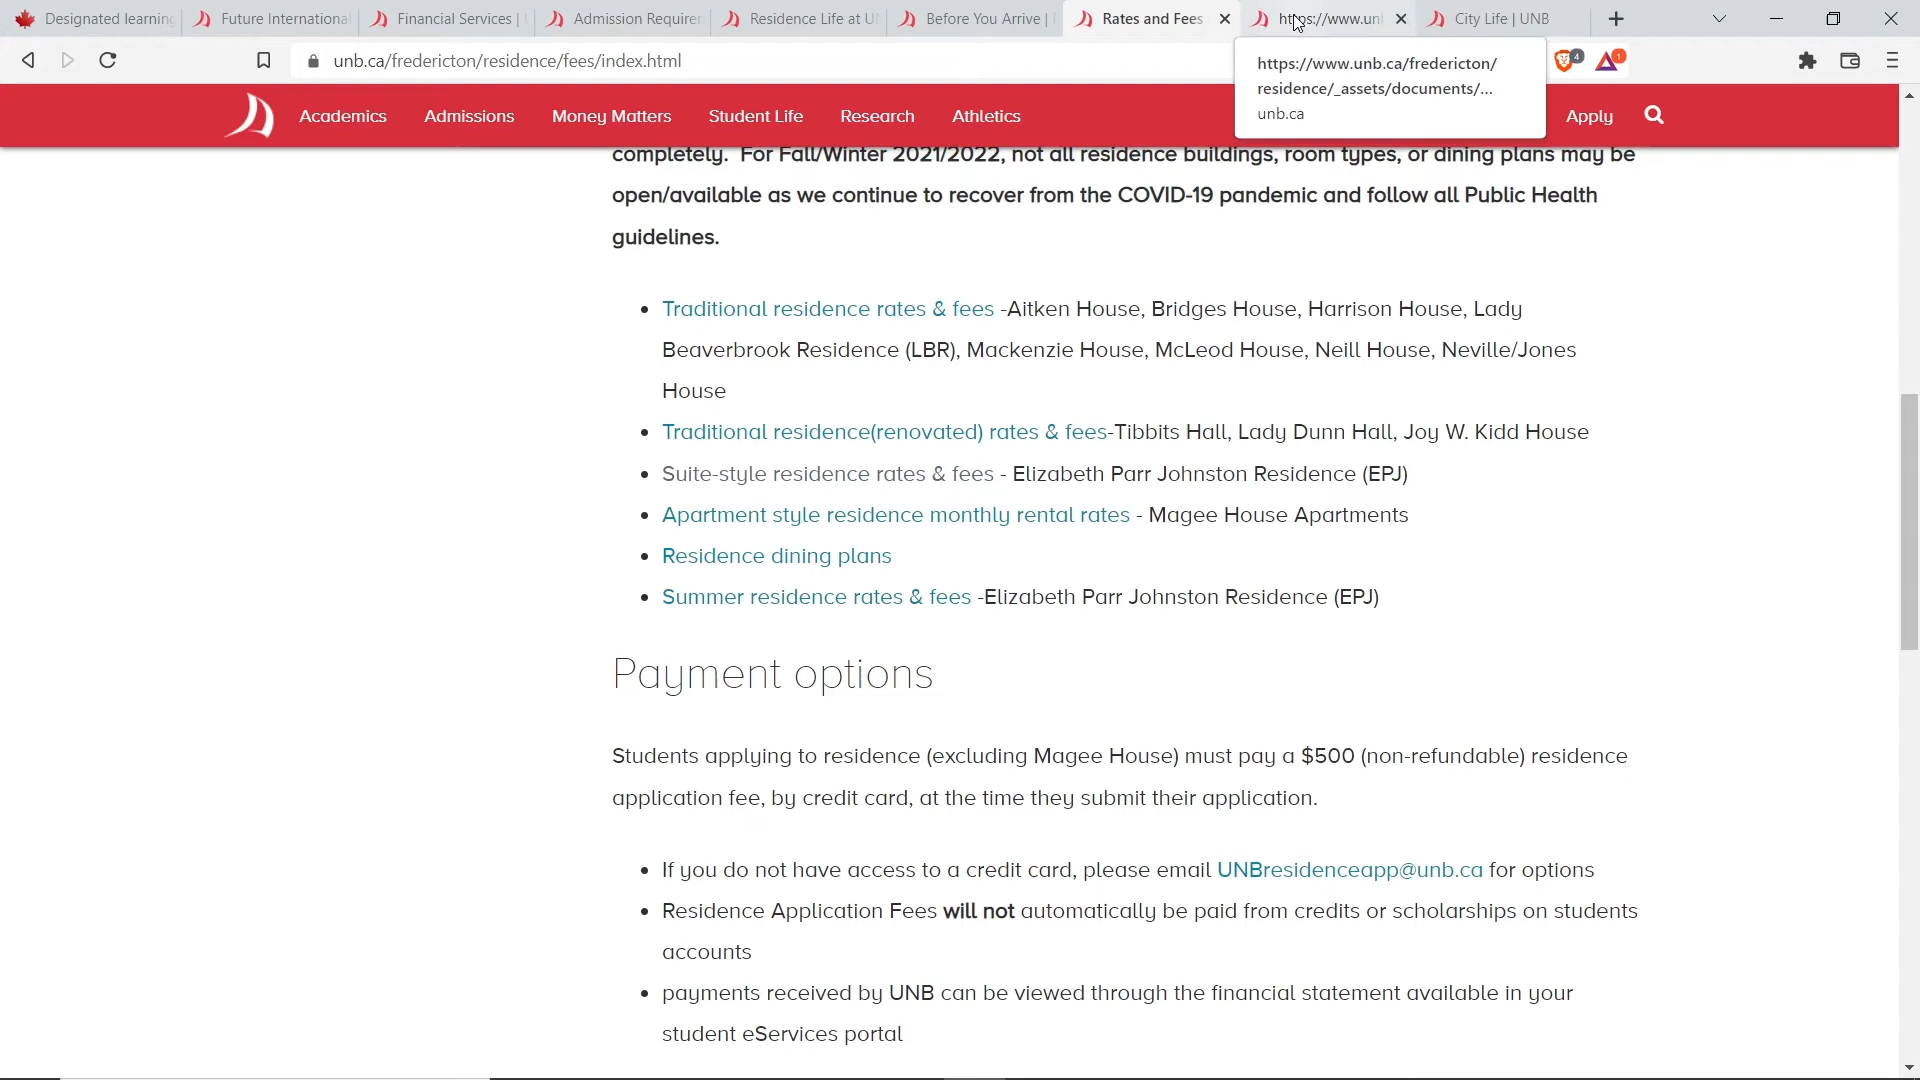 Designated learning
Future Internationa
Financial Services |
Admission Requirer
Residence Life at U
Before You Arrive |
Rates and Fees
https://www.un
City Life | UNB
unb.ca/fredericton/residence/fees/index.html
4
1
https://www.unb.ca/fredericton/
residence/_assets/documents/...
unb.ca
Academics
Admissions
Money Matters
Student Life
Research
Athletics
Apply
completely. For Fall/Winter 2021/2022, not all residence buildings, room types, or dining plans may be
open/available as we continue to recover from the COVID-19 pandemic and follow all Public Health
guidelines.
Traditional residence rates & fees -Aitken House, Bridges House, Harrison House, Lady
Beaverbrook Residence (LBR), Mackenzie House, McLeod House, Neill House, Neville/Jones
House
Traditional residence(renovated) rates & fees-Tibbits Hall, Lady Dunn Hall, Joy W. Kidd House
Suite-style residence rates & fees - Elizabeth Parr Johnston Residence (EPJ)
Apartment style residence monthly rental rates - Magee House Apartments
Residence dining plans
Summer residence rates & fees -Elizabeth Parr Johnston Residence (EPJ)
Payment options
Students applying to residence (excluding Magee House) must pay a $500 (non-refundable) residence
application fee, by credit card, at the time they submit their application.
If you do not have access to a credit card, please email UNBresidenceapp@unb.ca for options
Residence Application Fees will not automatically be paid from credits or scholarships on students
accounts
payments received by UNB can be viewed through the financial statement available in your
student eServices portal